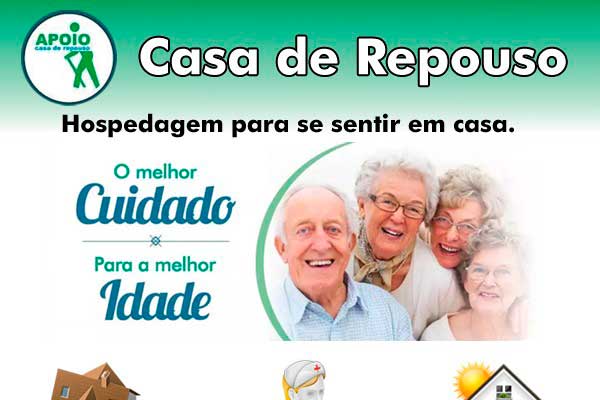 APOIO
casa de repouso
Casa de Repouso
Hospedagem para se sentir em casa.
O melhor
Cuidado
Para a melhor
Idade